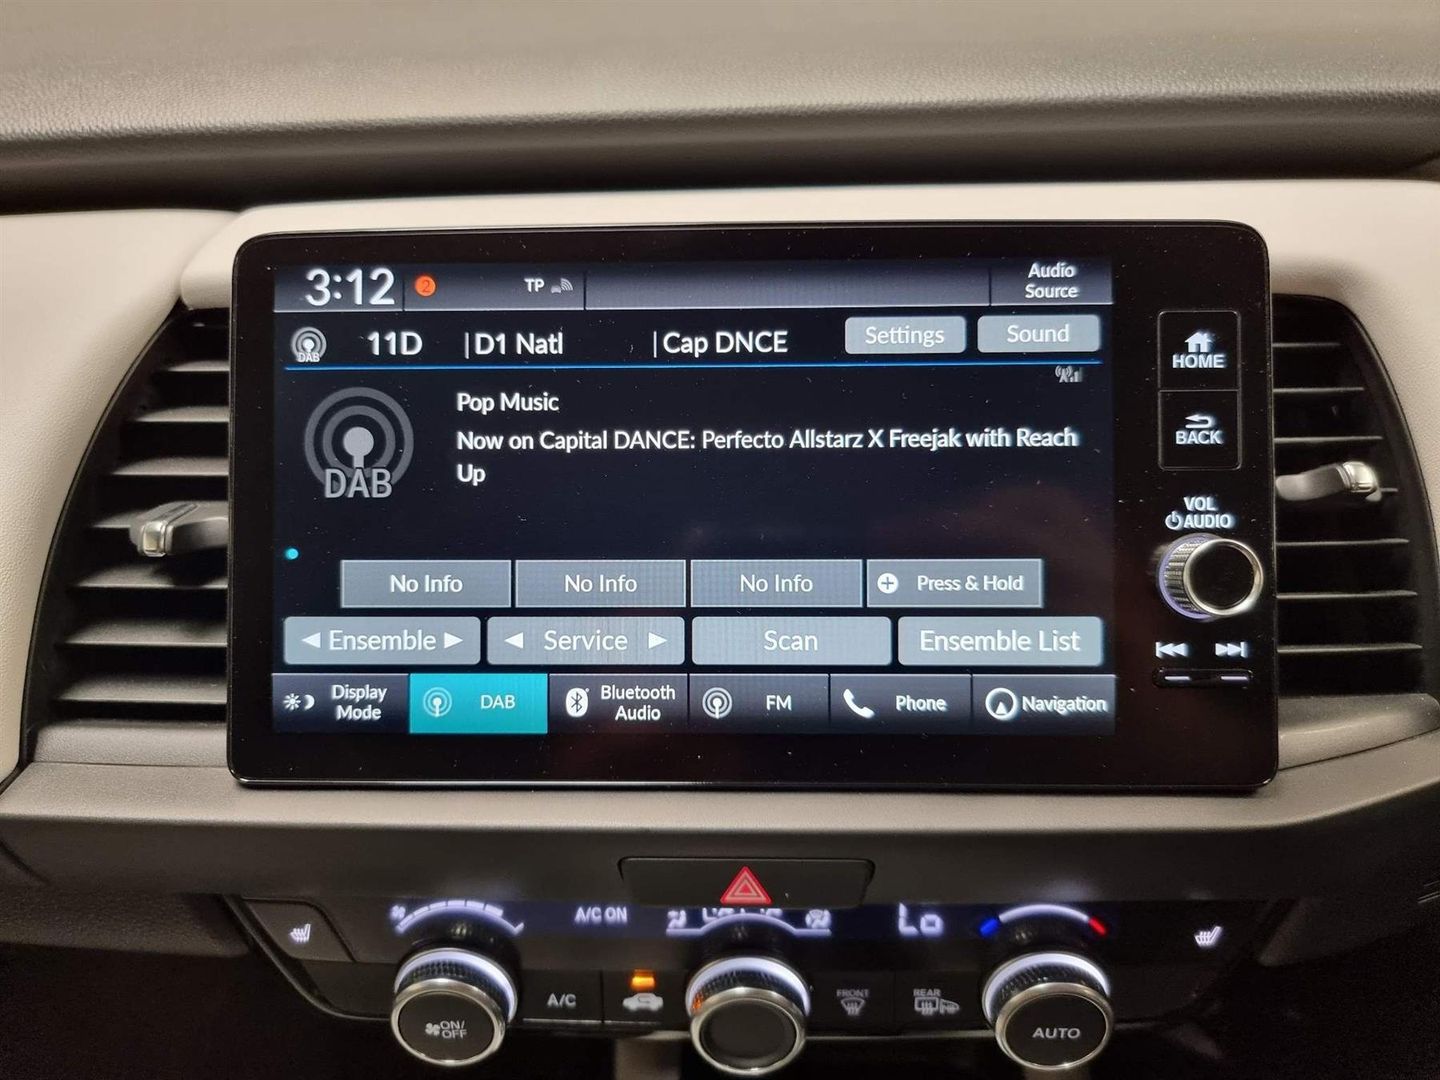 3:12
2
TP
Audio
Source
DAB
11D
|D1 Natl
|Cap DNCE
Settings
Sound
HOME
Pop Music
Now on Capital DANCE: Perfecto Allstarz X Freejak with Reach
Up
DAB
BACK
VOL
AUDIO
No Info
No Info
No Info
Press & Hold
Ensemble
Service
Scan
Ensemble List
Display
Mode
DAB
Bluetooth
Audio
FM
Phone
Navigation
A/C ON
Lo
ON/
OFF
A/C
FRONT
REAR
AUTO